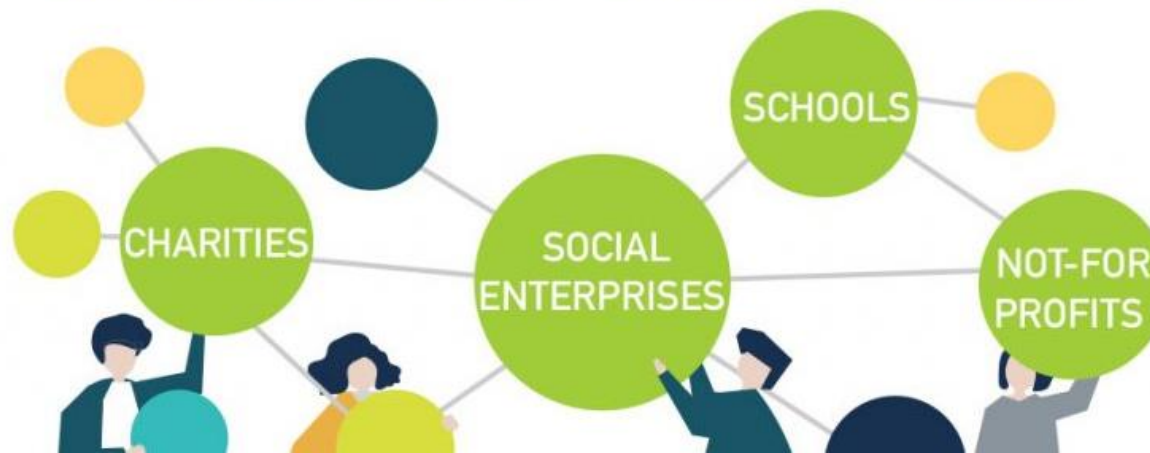 SCHOOLS
CHARITIES
SOCIAL
ENTERPRISES
NOT-FOR
PROFITS